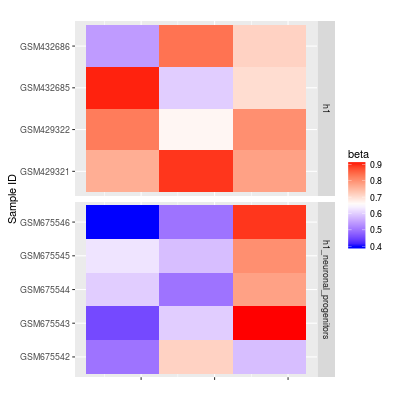 Sample ID
GSM432686
GSM432685
GSM429322
GSM429321
h1
GSM675546
GSM675545
GSM675544
GSM675543
GSM675542
h1_neuronal_progenitors
beta
0.9
0.8
0.7
0.6
0.5
0.4